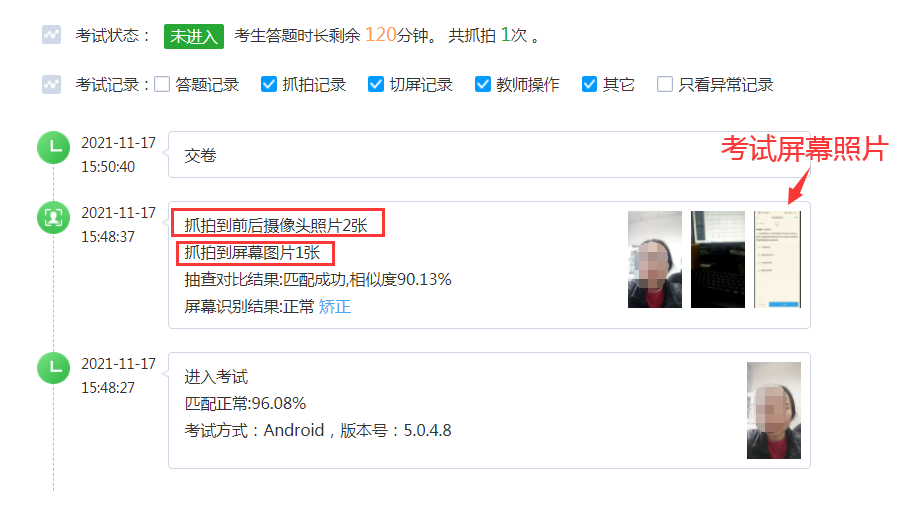 考试状态： 未进入 考生答题时长剩余 120分钟。 共抓拍 1次 。
考试记录： 答题记录 抓拍记录 切屏记录 教师操作 其它 只看异常记录
2021-11-17
15:50:40
交卷
考试屏幕照片
2021-11-17
15:48:37
抓拍到前后摄像头照片2张
抓拍到屏幕图片1张
抽查对比结果:匹配成功,相似度90.13%
屏幕识别结果:正常 矫正
2021-11-17
15:48:27
进入考试
匹配正常:96.08%
考试方式：Android，版本号：5.0.4.8